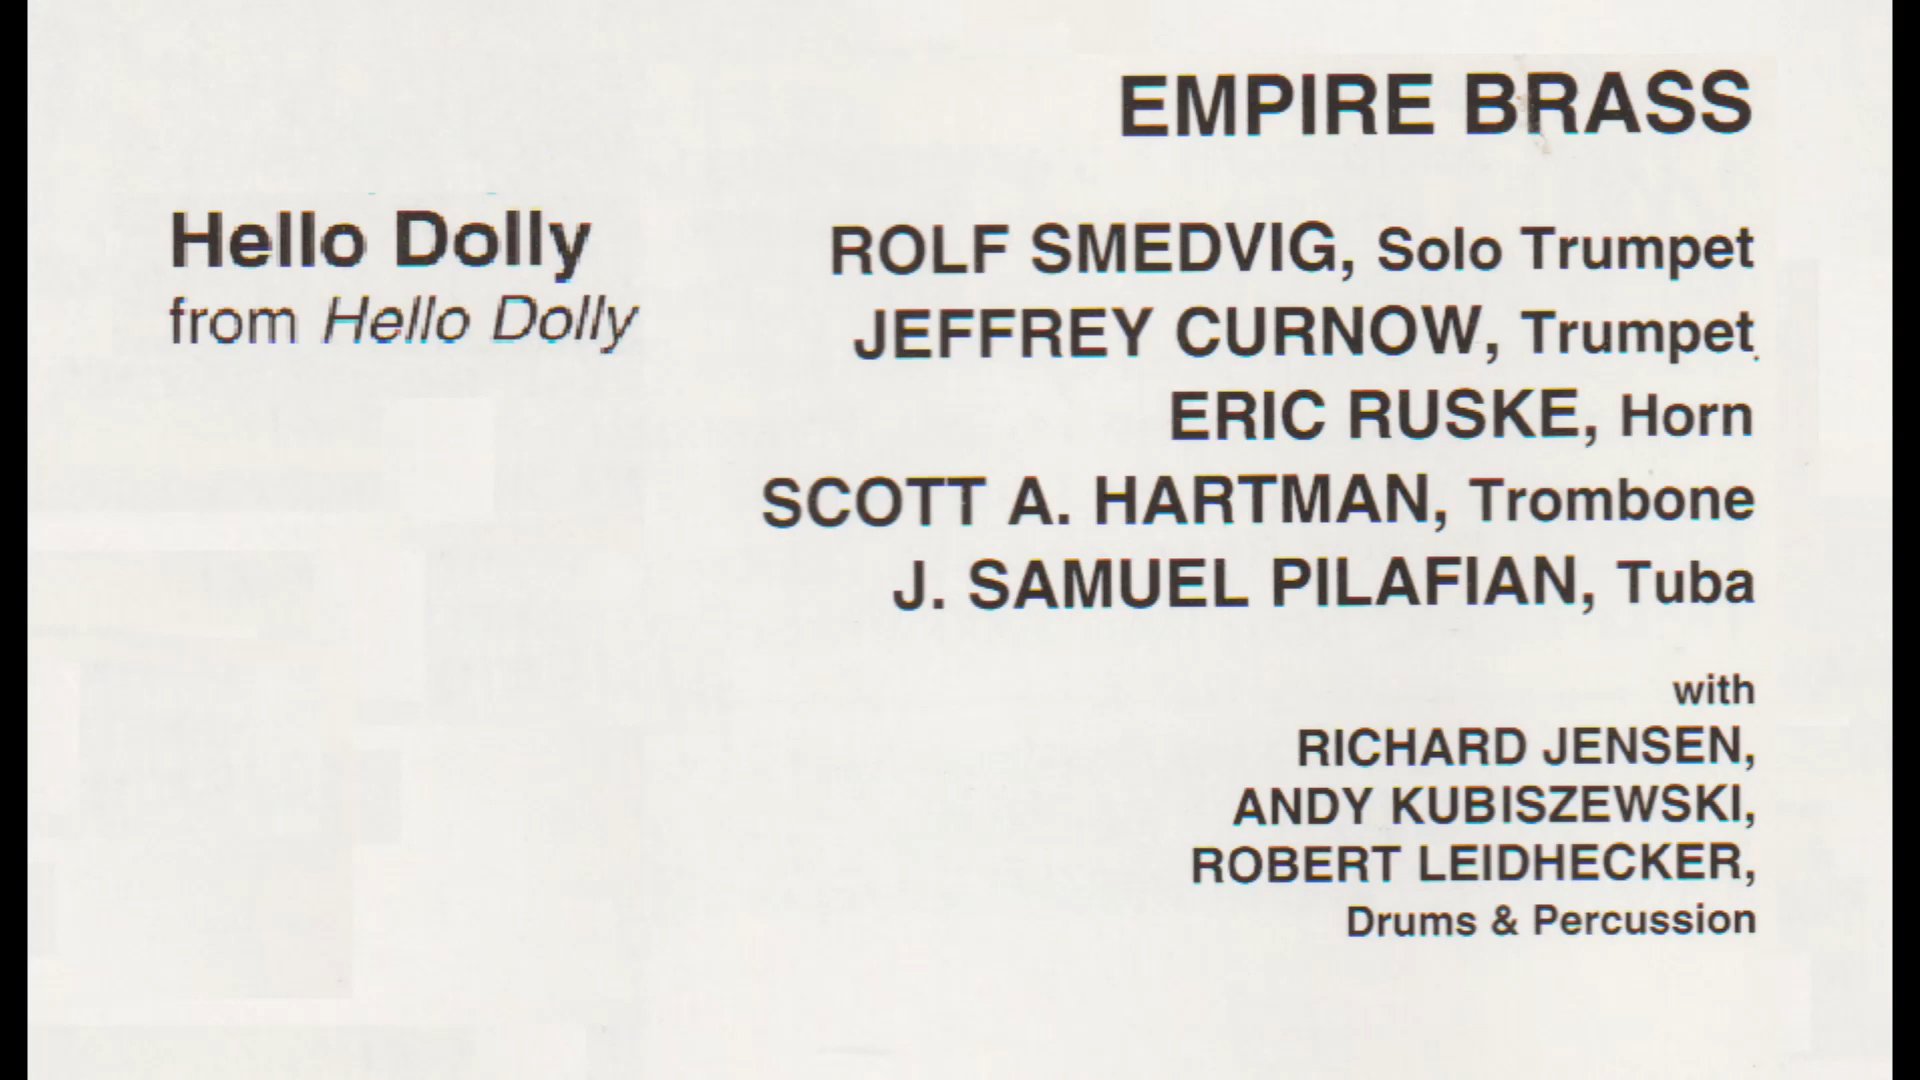 EMPIRE BRASS
Hello Dolly
from Hello Dolly
ROLF SMEDVIG, Solo Trumpet
JEFFREY CURNOW, Trumpet
ERIC RUSKE, Horn
SCOTT A. HARTMAN, Trombone
J. SAMUEL PILAFIAN, Tuba
with
RICHARD JENSEN,
ANDY KUBISZEWSKI,
ROBERT LEIDHECKER,
Drums & Percussion